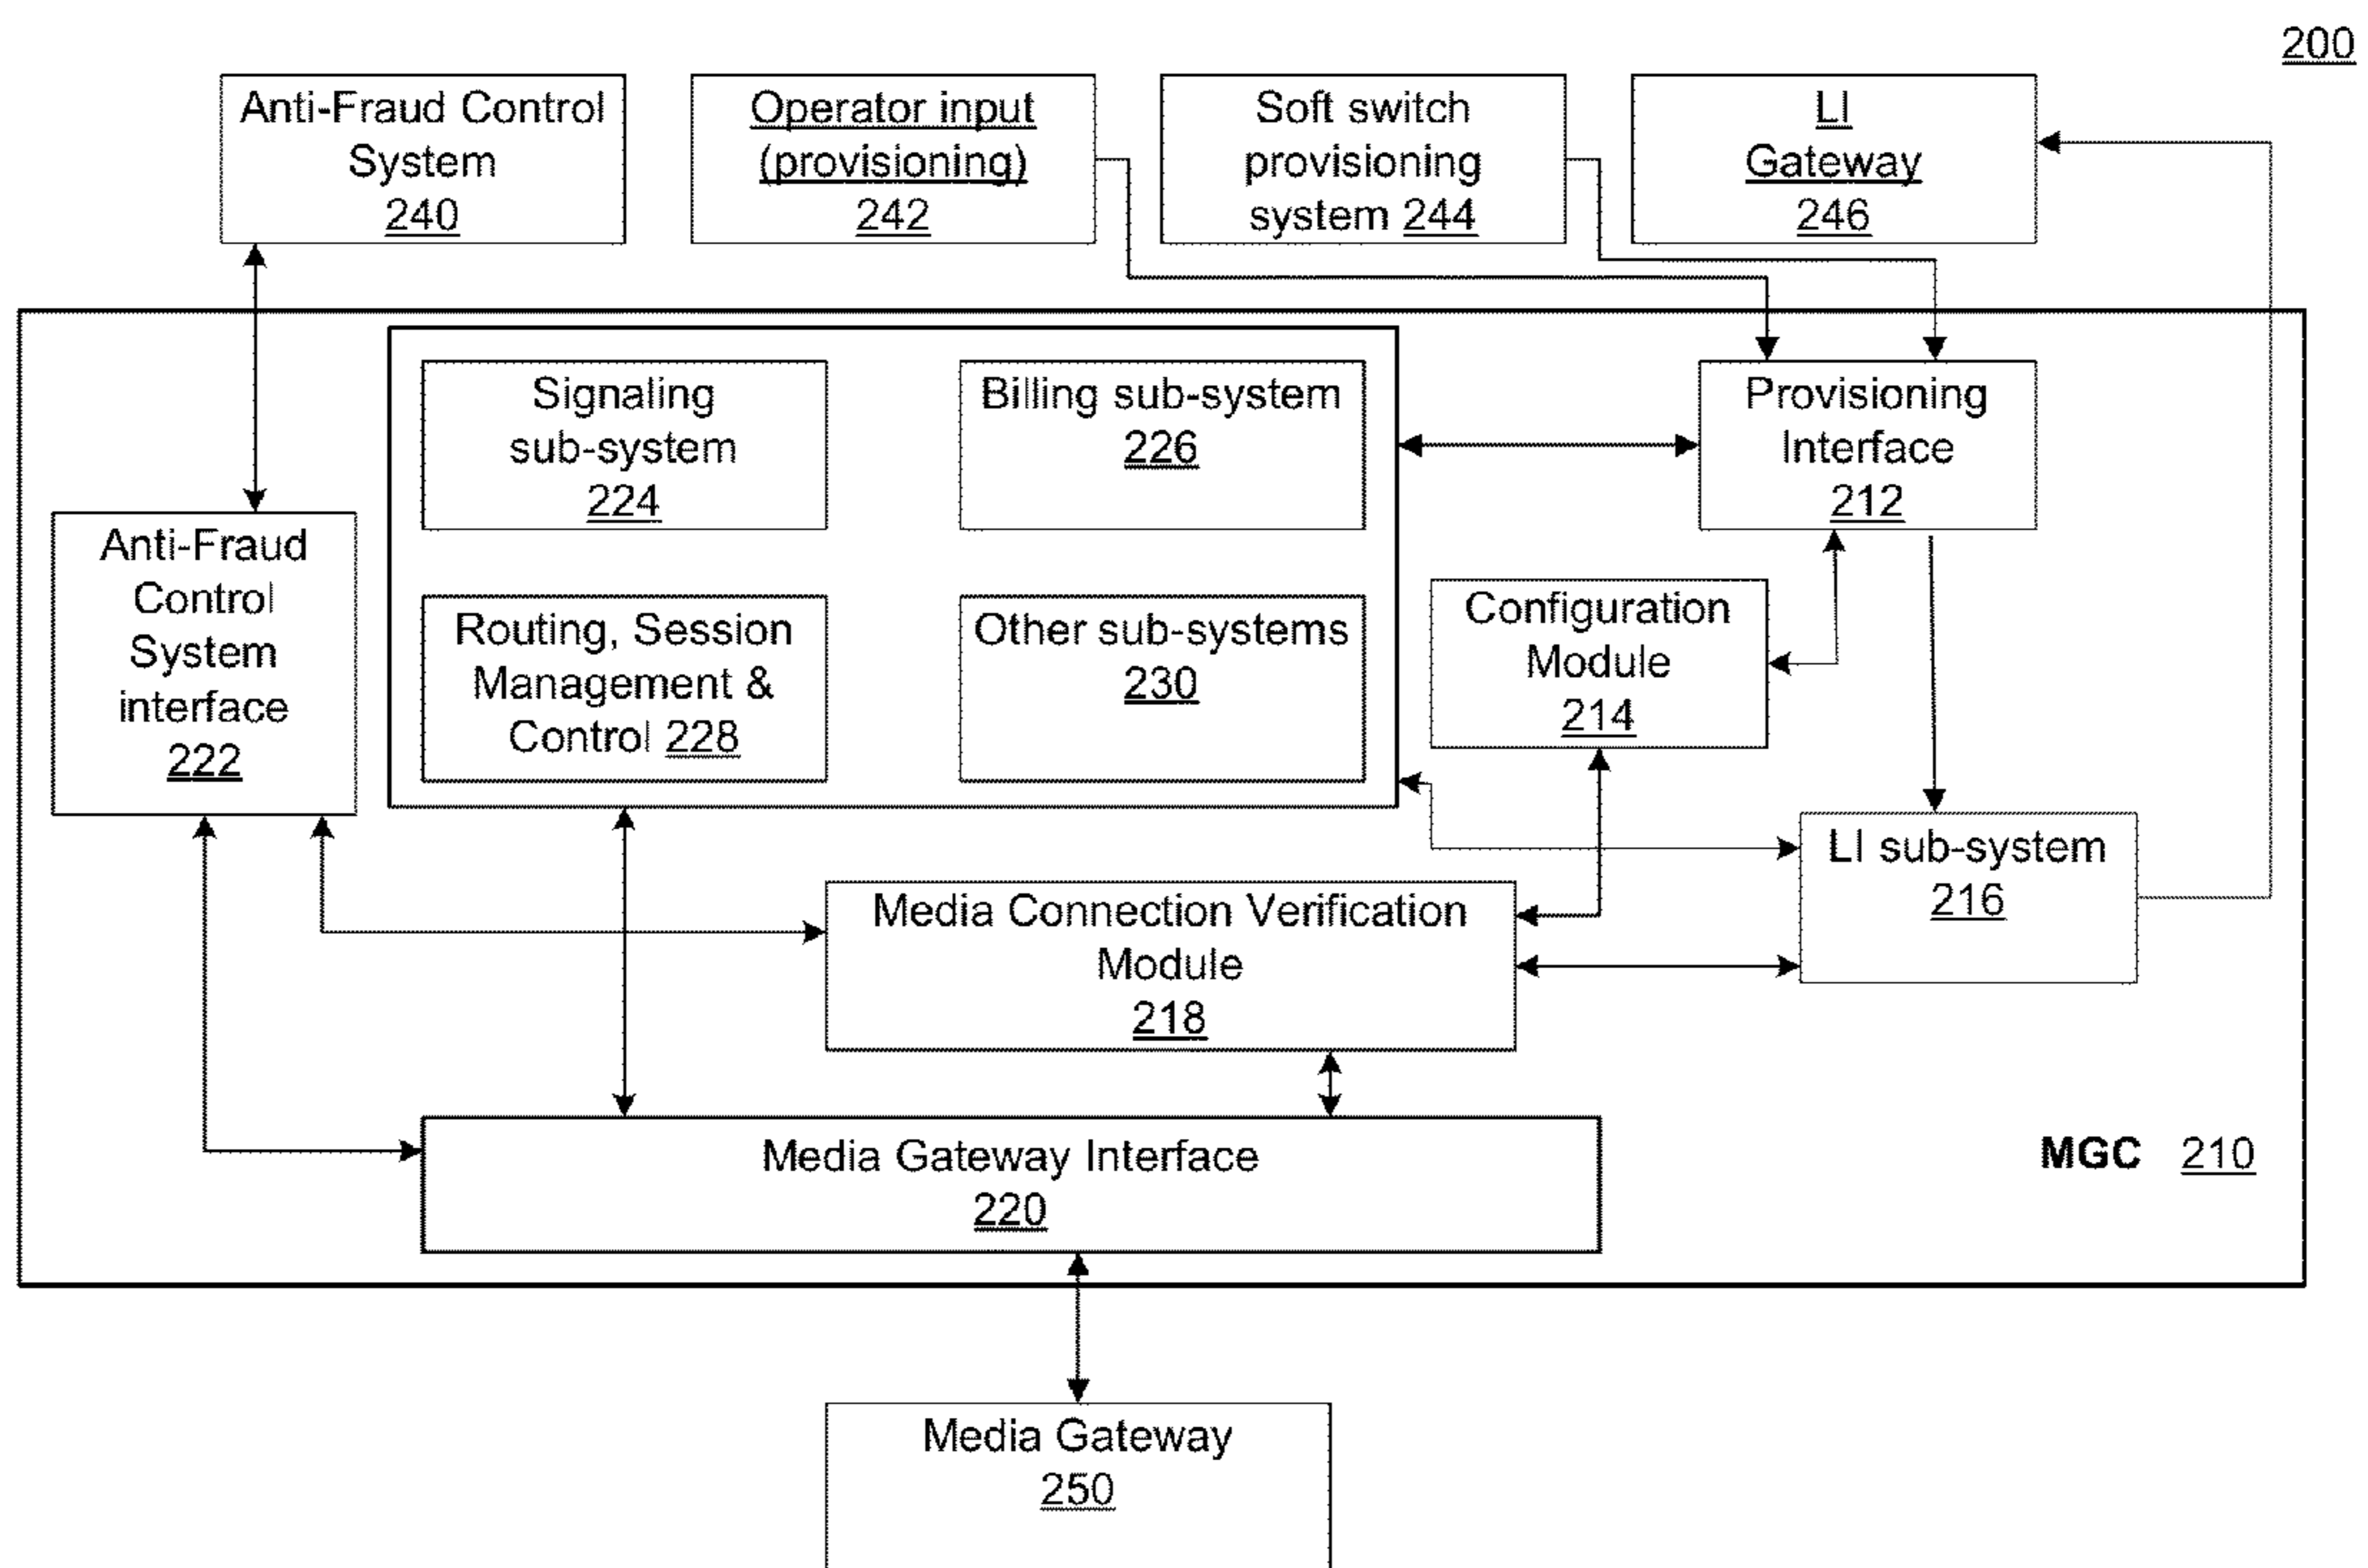 200
Anti-Fraud Control
System
240
Operator input
(provisioning)
242
Soft switch
provisioning
system 244
LI
Gateway
246
Signaling
sub-system
224
Billing sub-system
226
Provisioning
Interface
212
Anti-Fraud
Control
System
interface
222
Routing, Session
Management &
Control 228
Other sub-systems
230
Configuration
Module
214
LI sub-system
216
Media Connection Verification
Module
218
Media Gateway Interface
220
MGC 210
Media Gateway
250